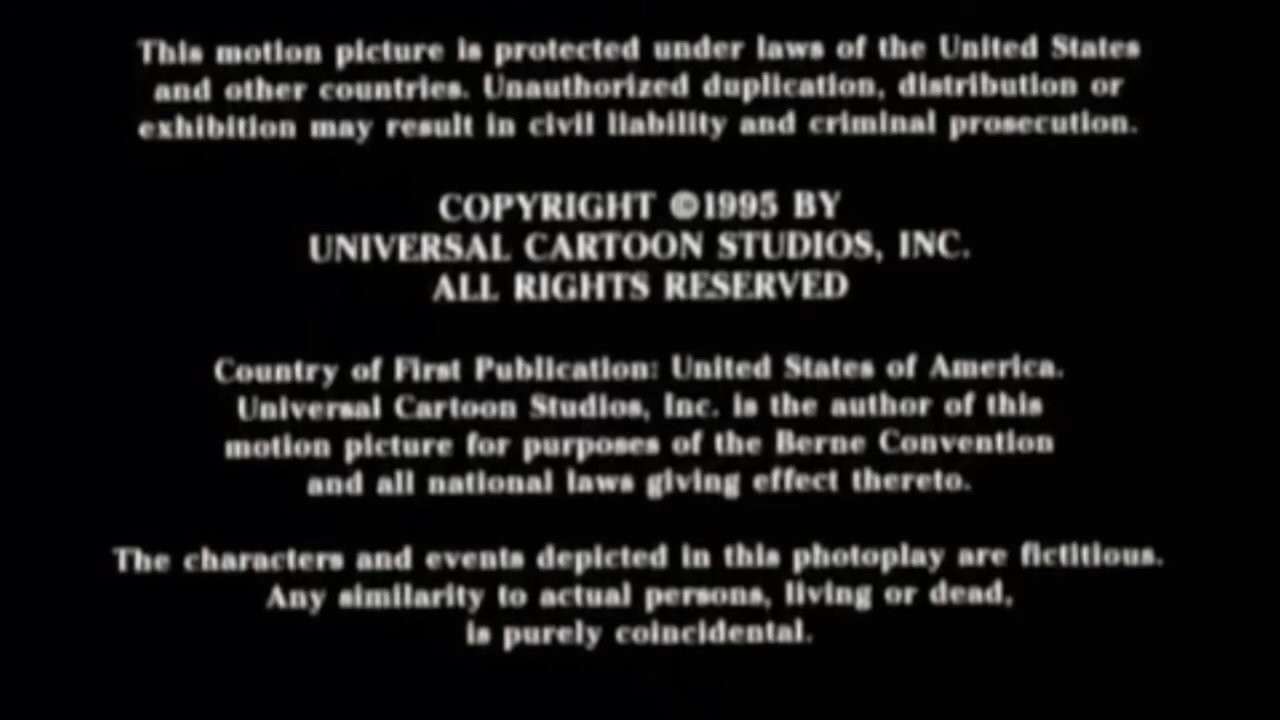 This motion picture is protected under laws of the United States
and other countries. Unauthorized duplication, distribution or
exhibition may result in civil liability and criminal prosecution.
COPYRIGHT ©1995 BY
UNIVERSAL CARTOON STUDIOS, INC.
ALL RIGHTS RESERVED
Country of First Publication: United States of America.
Universal Cartoon Studios, Inc. is the author of this
motion picture for purposes of the Berne Convention
and all national laws giving effect thereto.
The characters and events depicted in this photoplay are fictitious.
Any similarity to actual persons, living or dead,
is purely coincidental.